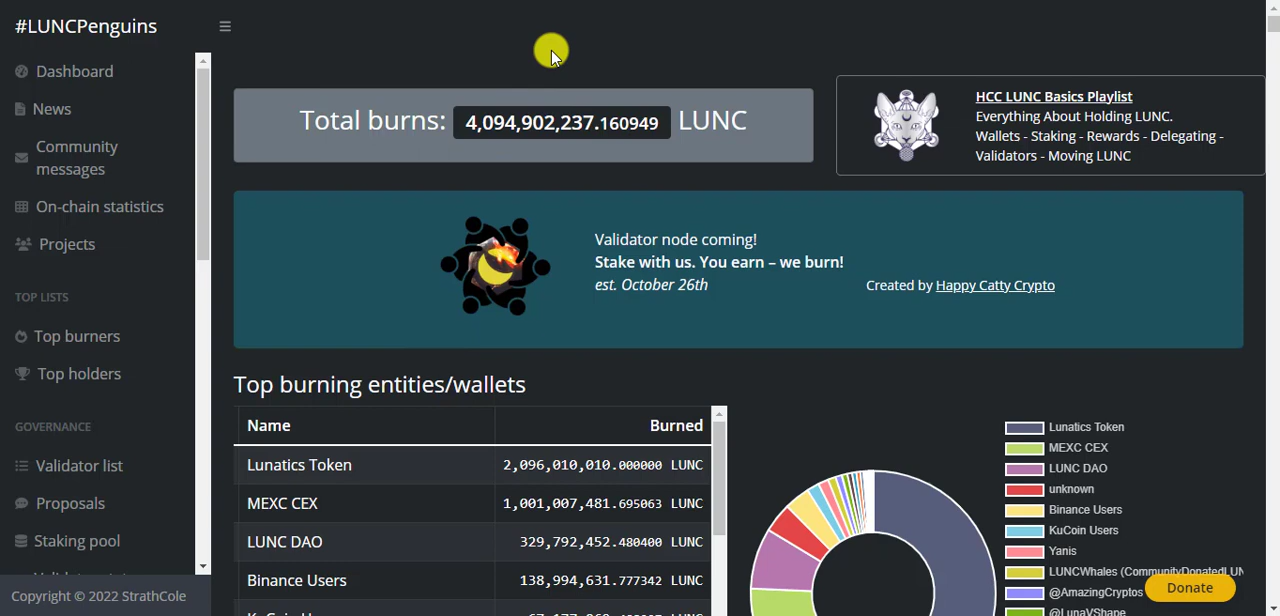 #LUNCPenguins
Dashboard
News
Community
messages
On-chain statistics
Projects
TOP LISTS
Top burners
Top holders
GOVERNANCE
Validator list
Proposals
Staking pool
Copyright © 2022 StrathCole
Total burns: 4,094,902,237.160949 LUNC
HCC LUNC Basics Playlist
Everything About Holding LUNC.
Wallets - Staking - Rewards - Delegating -
Validators - Moving LUNC
Validator node coming!
Stake with us. You earn – we burn!
est. October 26th
Created by Happy Catty Crypto
Top burning entities/wallets
Name Burned
Lunatics Token 2,096,010,010.000000 LUNC
MEXC CEX 1,001,007,481.695063 LUNC
LUNC DAO 329,792,452.480400 LUNC
Binance Users 138,994,631.777342 LUNC
Lunatics Token
MEXC CEX
LUNC DAO
unknown
Binance Users
KuCoin Users
Yanis
LUNCWhales (CommunityDonatedLUN
@AmazingCryptos
@LunaVShape
Donate